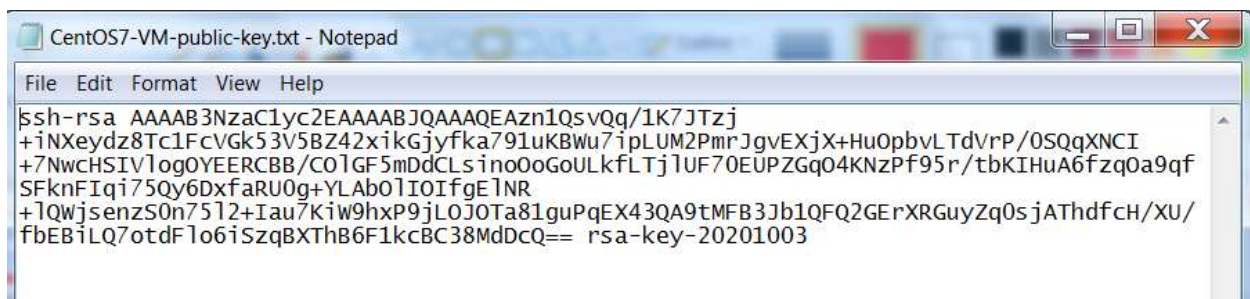 CentOS7-VM-public-key.txt - Notepad
File Edit Format View Help
ssh-rsa AAAAB3NzaC1yc2EAAAABJQAAAQEAzn1QsvQq/1K7JTzj
+iNXeydz8Tc1FcVGk53V5BZ42xikGjyfka791uKBWu7ipLUM2PmrJgvEXjX+HuOpbvLTdVrP/0SQqXNCI
+7NwcHSIVlogOYEERCBB/COlGF5mDdCLsinoOoGoULkfLTjlUF70EUPZGqO4KNzPf95r/tbKIHuA6fzqOa9qf
SFknFIqi75Qy6DxfaRU0g+YLAbOlIOIfgElNR
+lQWjsenzS0n75l2+Iau7KiW9hxP9jLOJOTa81guPqEX43QA9tMFB3Jb1QFQ2GErXRGuyZq0sjAThdfcH/XU/
fbEBiLQ7otdFlo6iSzqBXThB6F1kcBC38MdDcQ== rsa-key-20201003